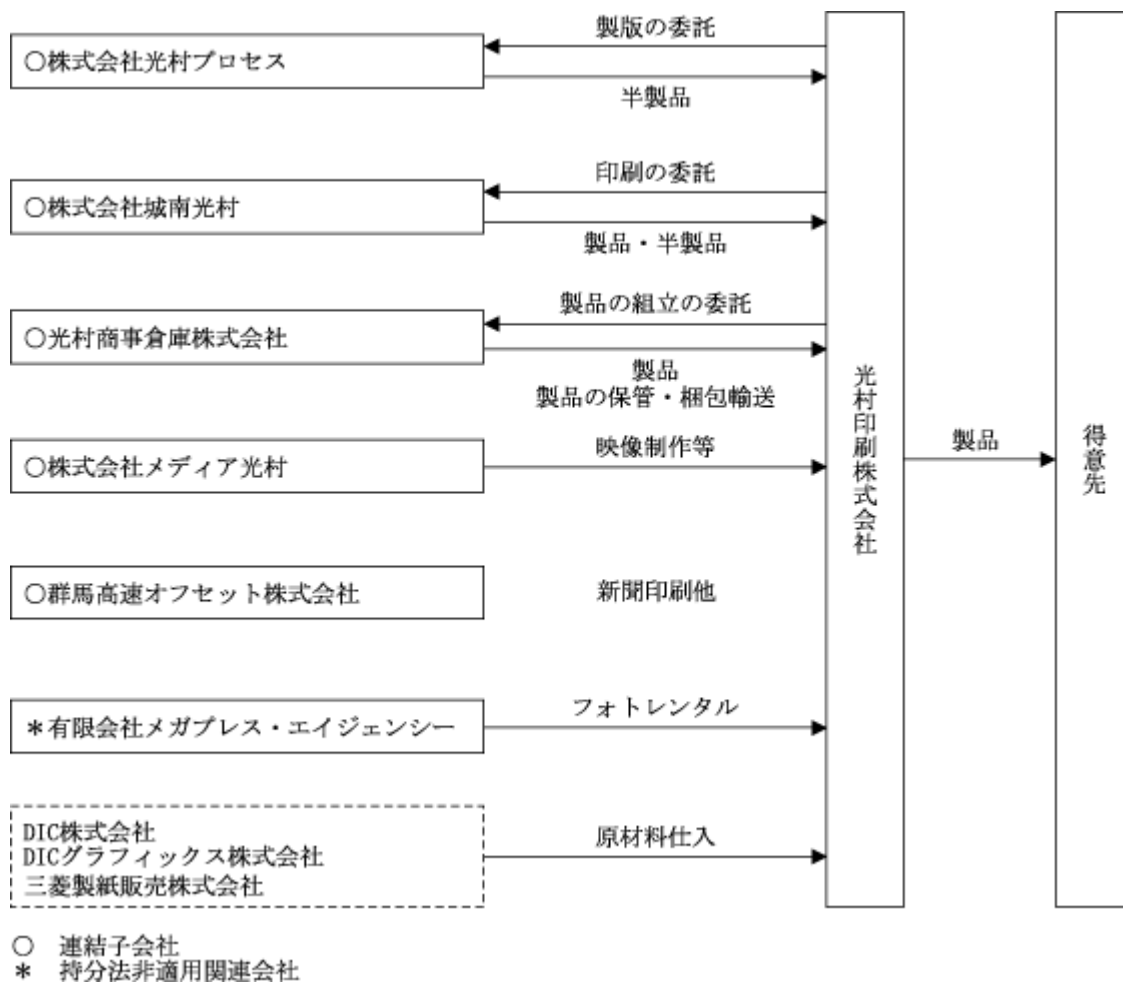 製版の委託
○株式会社光村プロセス
半製品
印刷の委託
○株式会社城南光村
製品・半製品
製品の組立の委託
○光村商事倉庫株式会社
製品
製品の保管・梱包輸送
映像制作等
○株式会社メディア光村
新聞印刷他
○群馬高速オフセット株式会社
フォトレンタル
＊有限会社メガプレス・エイジェンシー
DIC株式会社
DICグラフィックス株式会社
三菱製紙販売株式会社
原材料仕入
光村印刷株式会社
製品
得意先
○ 連結子会社
＊ 持分法非適用関連会社